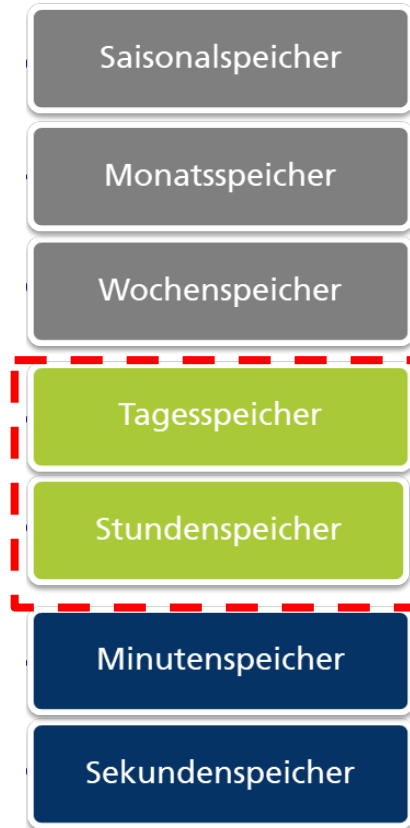 Saisonalspeicher
Monatsspeicher
Wochenspeicher
Tagesspeicher
Stundenspeicher
Minutenspeicher
Sekundenspeicher